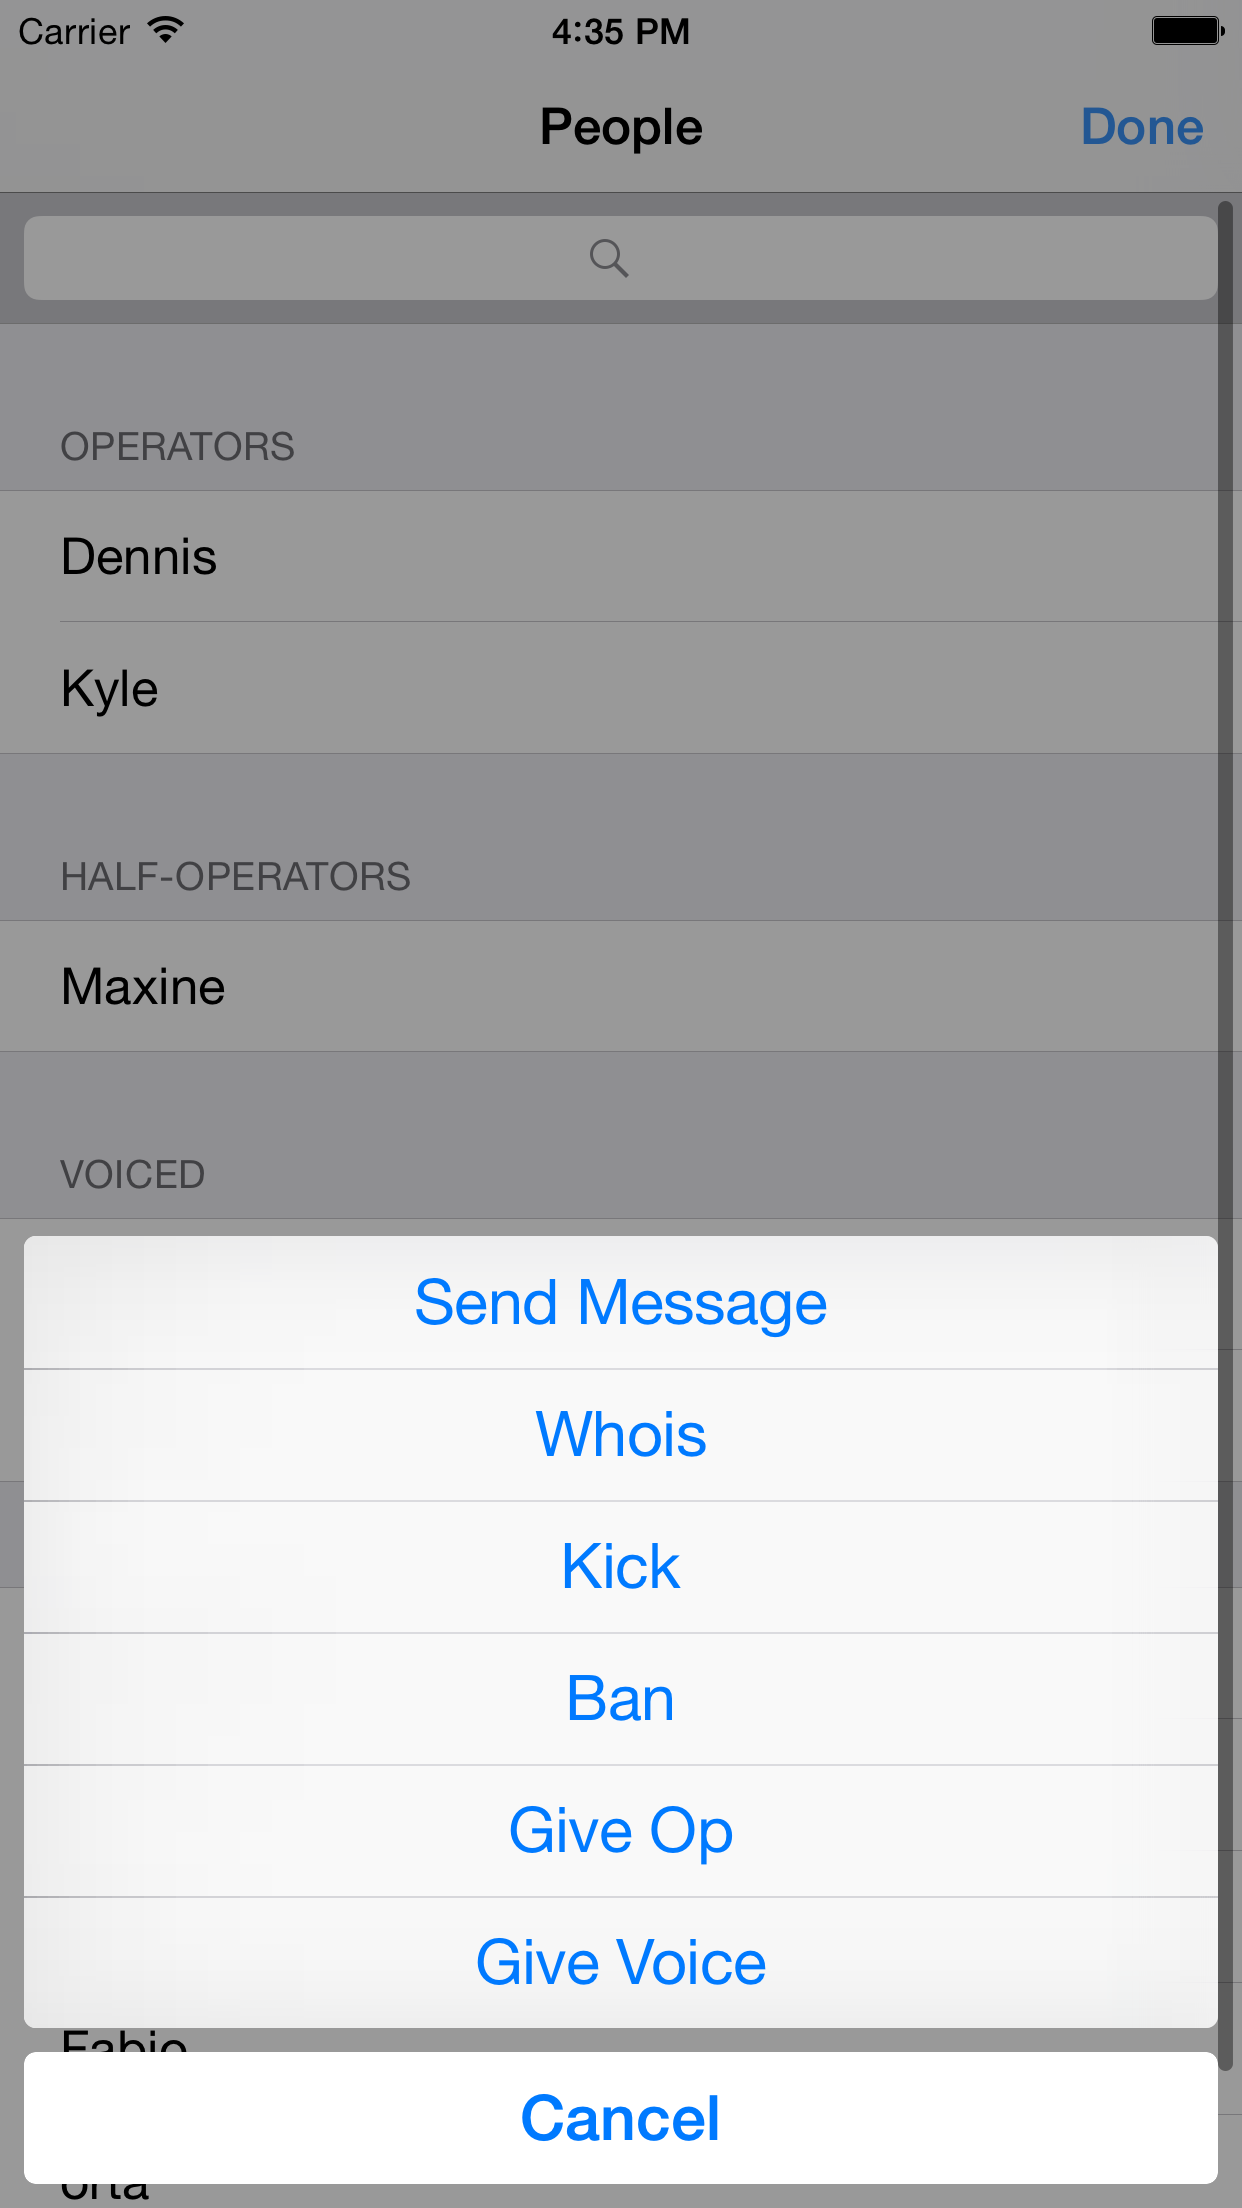 Carrier 4:35 PM
People Done
OPERATORS
Dennis
Kyle
HALF-OPERATORS
Maxine
VOICED
Send Message
Whois
Kick
Ban
Give Op
Give Voice
Fabio
Cancel
orta